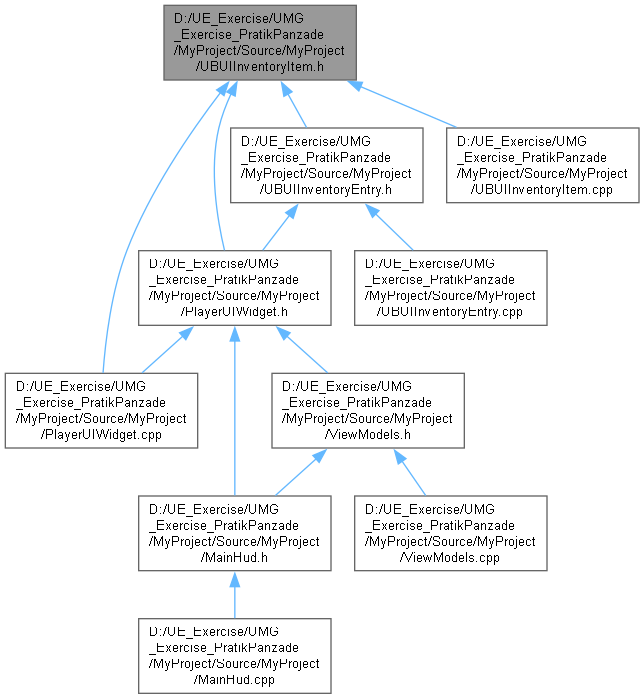 D:/UE_Exercise/UMG
_Exercise_PratikPanzade
/MyProject/Source/MyProject
/UBUIInventoryItem.h
D:/UE_Exercise/UMG
_Exercise_PratikPanzade
/MyProject/Source/MyProject
/UBUIInventoryEntry.h
D:/UE_Exercise/UMG
_Exercise_PratikPanzade
/MyProject/Source/MyProject
/UBUIInventoryItem.cpp
D:/UE_Exercise/UMG
_Exercise_PratikPanzade
/MyProject/Source/MyProject
/PlayerUIWidget.h
D:/UE_Exercise/UMG
_Exercise_PratikPanzade
/MyProject/Source/MyProject
/UBUIInventoryEntry.cpp
D:/UE_Exercise/UMG
_Exercise_PratikPanzade
/MyProject/Source/MyProject
/PlayerUIWidget.cpp
D:/UE_Exercise/UMG
_Exercise_PratikPanzade
/MyProject/Source/MyProject
/ViewModels.h
D:/UE_Exercise/UMG
_Exercise_PratikPanzade
/MyProject/Source/MyProject
/MainHud.h
D:/UE_Exercise/UMG
_Exercise_PratikPanzade
/MyProject/Source/MyProject
/ViewModels.cpp
D:/UE_Exercise/UMG
_Exercise_PratikPanzade
/MyProject/Source/MyProject
/MainHud.cpp